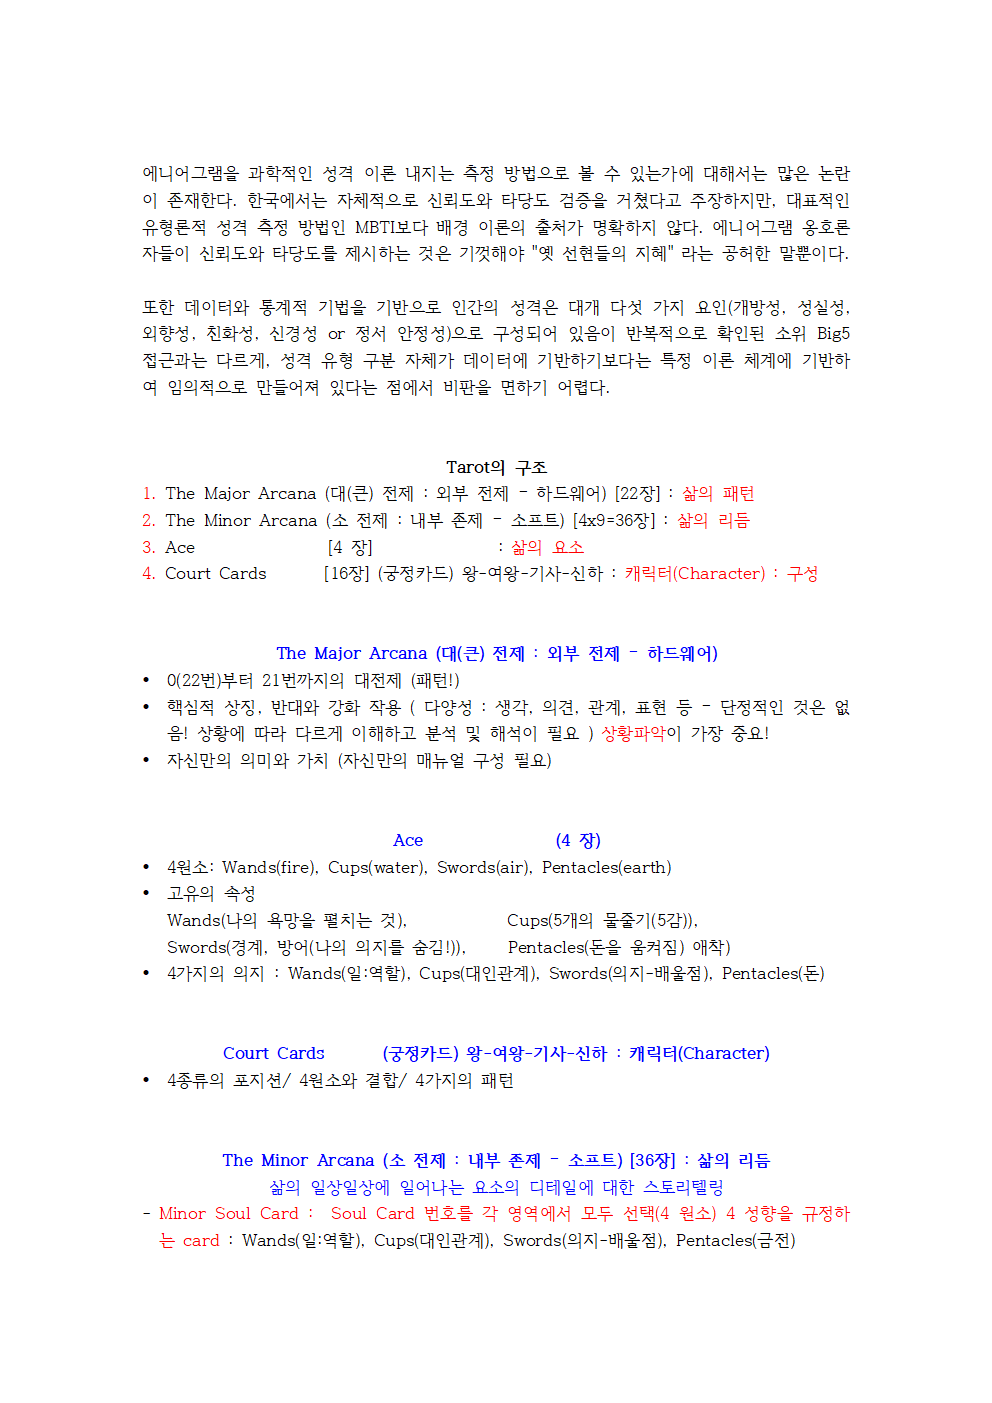 에니어그램을 과학적인 성격 이론 내지는 측정 방법으로 볼 수 있는가에 대해서는 많은 논란
이 존재한다. 한국에서는 자체적으로 신뢰도와 타당도 검증을 거쳤다고 주장하지만, 대표적인
유형론적 성격 측정 방법인 MBTI보다 배경 이론의 출처가 명확하지 않다. 에니어그램 옹호론
자들이 신뢰도와 타당도를 제시하는 것은 기껏해야 "옛 선현들의 지혜" 라는 공허한 말뿐이다.
또한 데이터와 통계적 기법을 기반으로 인간의 성격은 대개 다섯 가지 요인(개방성, 성실성,
외향성, 친화성, 신경성 or 정서 안정성)으로 구성되어 있음이 반복적으로 확인된 소위 Big5
접근과는 다르게, 성격 유형 구분 자체가 데이터에 기반하기보다는 특정 이론 체계에 기반하
여 임의적으로 만들어져 있다는 점에서 비판을 면하기 어렵다.
Tarot의 구조
1. The Major Arcana (대(큰) 전제 : 외부 전제 - 하드웨어) [22장] : 삶의 패턴
2. The Minor Arcana (소 전제 : 내부 존제 - 소프트) [4x9=36장] : 삶의 리듬
3. Ace [4 장] : 삶의 요소
4. Court Cards [16장] (궁정카드) 왕-여왕-기사-신하 : 캐릭터(Character) : 구성
The Major Arcana (대(큰) 전제 : 외부 전제 - 하드웨어)
• 0(22번)부터 21번까지의 대전제 (패턴!)
• 핵심적 상징, 반대와 강화 작용 ( 다양성 : 생각, 의견, 관계, 표현 등 - 단정적인 것은 없
음! 상황에 따라 다르게 이해하고 분석 및 해석이 필요 ) 상황파악이 가장 중요!
• 자신만의 의미와 가치 (자신만의 매뉴얼 구성 필요)
Ace (4 장)
• 4원소: Wands(fire), Cups(water), Swords(air), Pentacles(earth)
• 고유의 속성
Wands(나의 욕망을 펼치는 것), Cups(5개의 물줄기(5감)),
Swords(경계, 방어(나의 의지를 숨김!)), Pentacles(돈을 움켜짐) 애착)
• 4가지의 의지 : Wands(일:역할), Cups(대인관계), Swords(의지-배울점), Pentacles(돈)
Court Cards (궁정카드) 왕-여왕-기사-신하 : 캐릭터(Character)
• 4종류의 포지션/ 4원소와 결합/ 4가지의 패턴
The Minor Arcana (소 전제 : 내부 존제 - 소프트) [36장] : 삶의 리듬
삶의 일상일상에 일어나는 요소의 디테일에 대한 스토리텔링
- Minor Soul Card : Soul Card 번호를 각 영역에서 모두 선택(4 원소) 4 성향을 규정하
는 card : Wands(일:역할), Cups(대인관계), Swords(의지-배울점), Pentacles(금전)